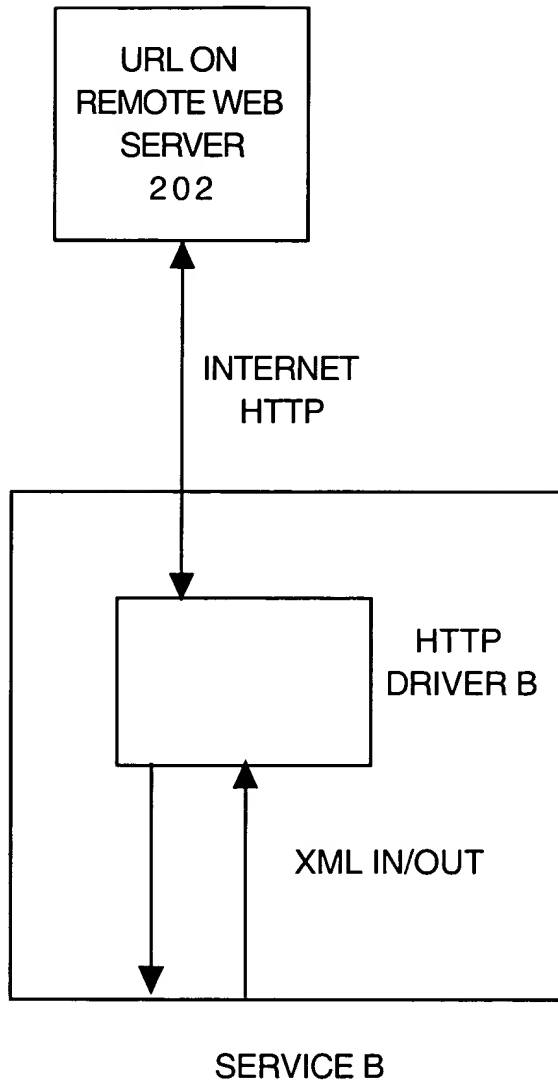 URL ON
REMOTE WEB
SERVER
202
INTERNET
HTTP
HTTP
DRIVER B
XML IN/OUT
SERVICE B